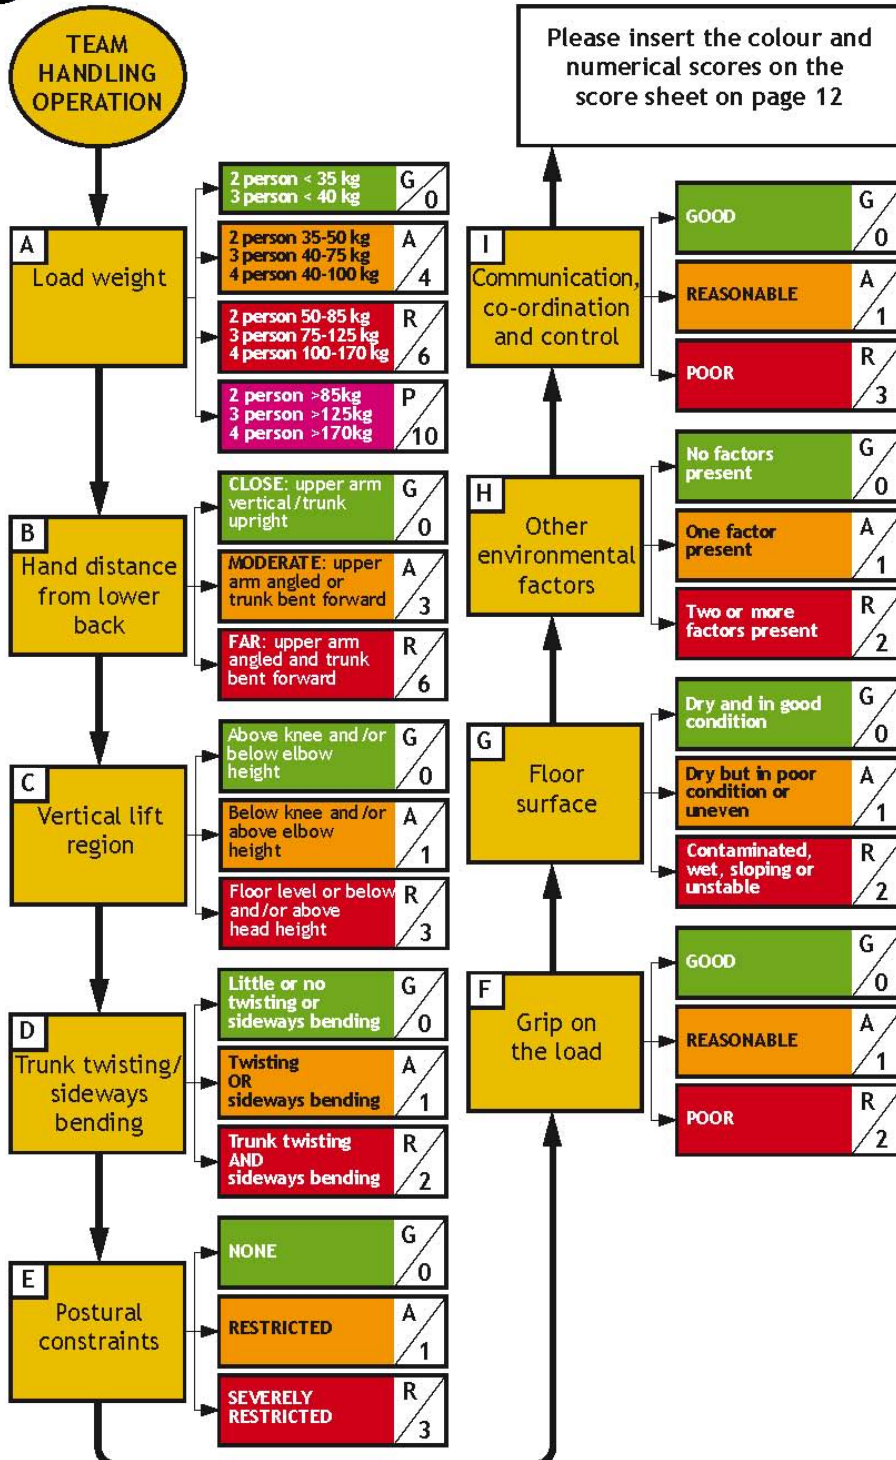 TEAM
HANDLING
OPERATION
A
Load weight
2 person < 35 kg
3 person < 40 kg
G
0
2 person 35-50 kg
3 person 40-75 kg
4 person 40-100 kg
A
4
2 person 50-85 kg
3 person 75-125 kg
4 person 100-170 kg
R
6
2 person >85kg
3 person >125kg
4 person >170kg
P
10
B
Hand distance
from lower
back
CLOSE: upper arm
vertical/trunk
upright
G
0
MODERATE: upper
arm angled or
trunk bent forward
A
3
FAR: upper arm
angled and trunk
bent forward
R
6
C
Vertical lift
region
Above knee and/or
below elbow
height
G
0
Below knee and/or
above elbow
height
A
1
Floor level or below
and/or above
head height
R
3
D
Trunk twisting/
sideways
bending
Little or no
twisting or
sideways bending
G
0
Twisting
OR
sideways bending
A
1
Trunk twisting
AND
sideways bending
R
2
E
Postural
constraints
NONE
G
0
RESTRICTED
A
1
SEVERELY
RESTRICTED
R
3
F
Grip on
the load
GOOD
G
0
REASONABLE
A
1
POOR
R
2
G
Floor
surface
Dry and in good
condition
G
0
Dry but in poor
condition or
uneven
A
1
Contaminated,
wet, sloping or
unstable
R
2
H
Other
environmental
factors
No factors
present
G
0
One factor
present
A
1
Two or more
factors present
R
2
I
Communication,
co-ordination
and control
GOOD
G
0
REASONABLE
A
1
POOR
R
3
Please insert the colour and
numerical scores on the
score sheet on page 12